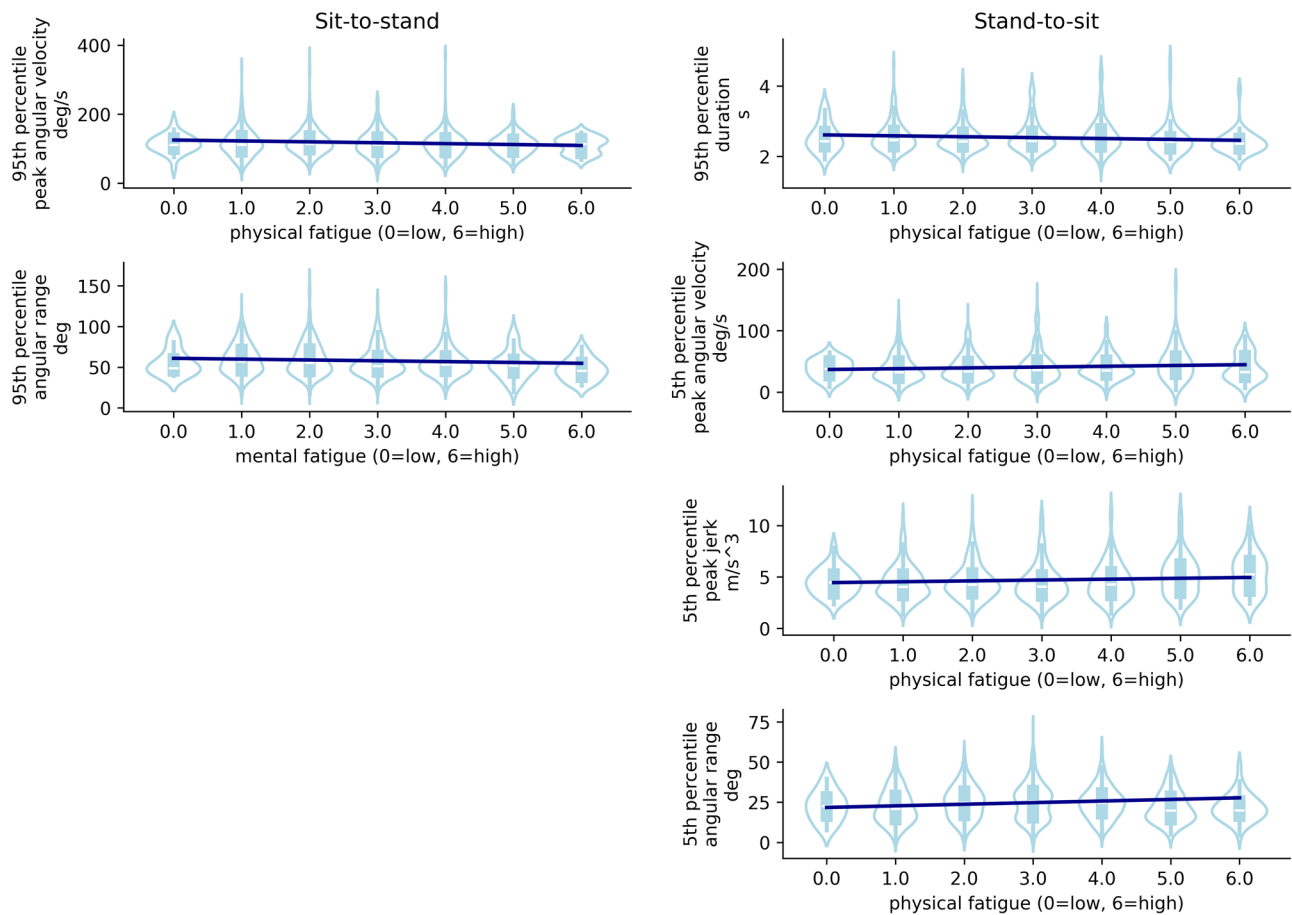 Sit-to-stand
95th percentile
peak angular velocity
deg/s
400
200
0
0.0 1.0 2.0 3.0 4.0 5.0 6.0
physical fatigue (0=low, 6=high)
95th percentile
angular range
deg
150
100
50
0
0.0 1.0 2.0 3.0 4.0 5.0 6.0
mental fatigue (0=low, 6=high)
Stand-to-sit
95th percentile
duration
s
4
2
0.0 1.0 2.0 3.0 4.0 5.0 6.0
physical fatigue (0=low, 6=high)
5th percentile
peak angular velocity
deg/s
200
100
0
0.0 1.0 2.0 3.0 4.0 5.0 6.0
physical fatigue (0=low, 6=high)
5th percentile
peak jerk
m/s^3
10
5
0
0.0 1.0 2.0 3.0 4.0 5.0 6.0
physical fatigue (0=low, 6=high)
5th percentile
angular range
deg
75
50
25
0
0.0 1.0 2.0 3.0 4.0 5.0 6.0
physical fatigue (0=low, 6=high)